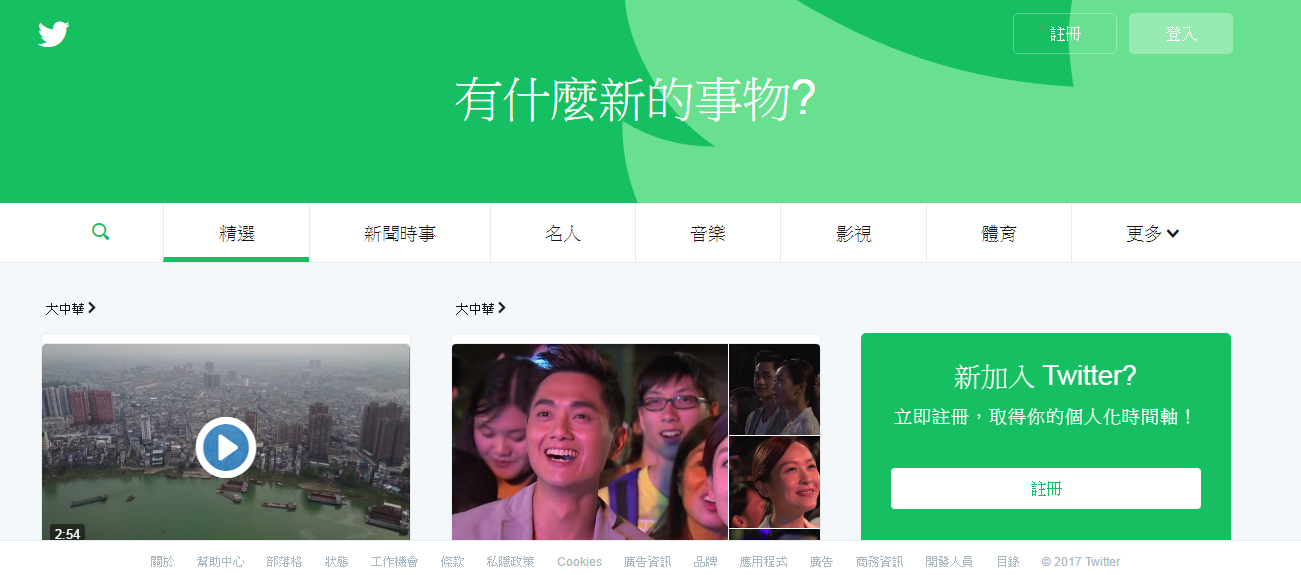 註冊
登入
有什麼新的事物?
精選
新聞時事
名人
音樂
影視
體育
更多
大中華
大中華
新加入 Twitter?
立即註冊，取得你的個人化時間軸！
註冊
2:54
關於 幫助中心 部落格 狀態 工作機會 條款 私隱政策 Cookies 廣告資訊 品牌 應用程式 廣告 商務資訊 開發人員 目錄 © 2017 Twitter